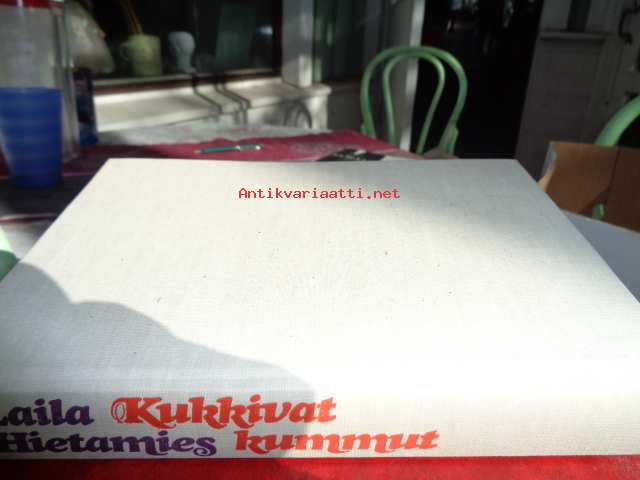 Antikvariaatti.net
Laila Kukkivat
Hietamies kummut